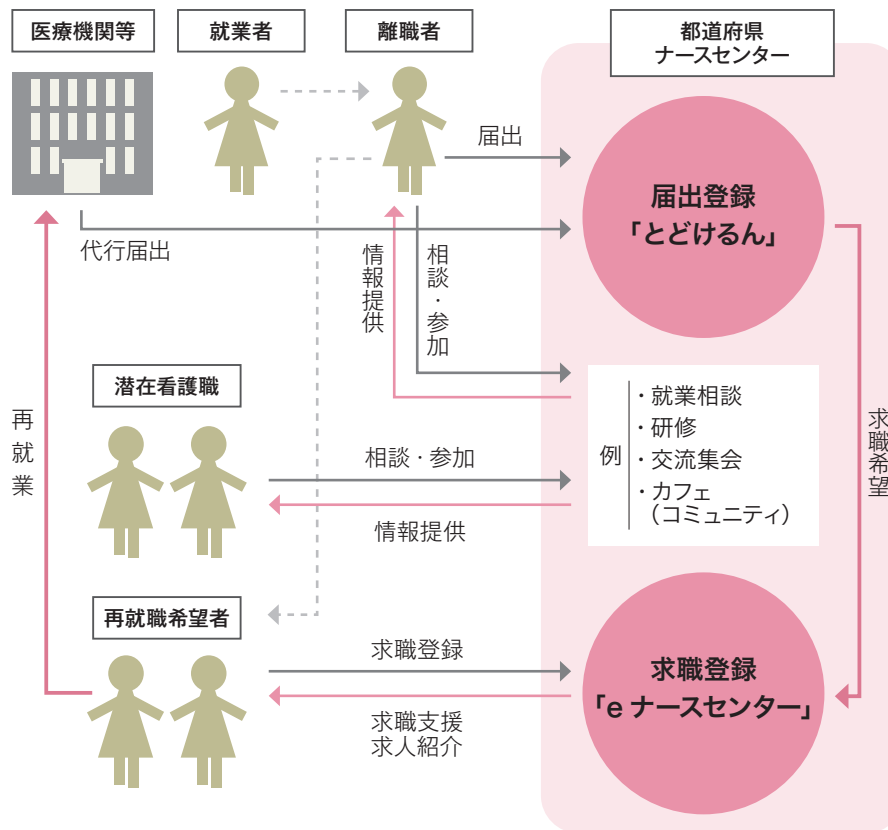 医療機関等
就業者
離職者
都道府県
ナースセンター
届出
届出登録
「とどけるん」
代行届出
情報提供
相談・参加
潜在看護職
再就業
相談・参加
情報提供
例
・就業相談
・研修
・交流集会
・カフェ
（コミュニティ）
求職希望
再就職希望者
求職登録
求職支援
求人紹介
求職登録
「e ナースセンター」